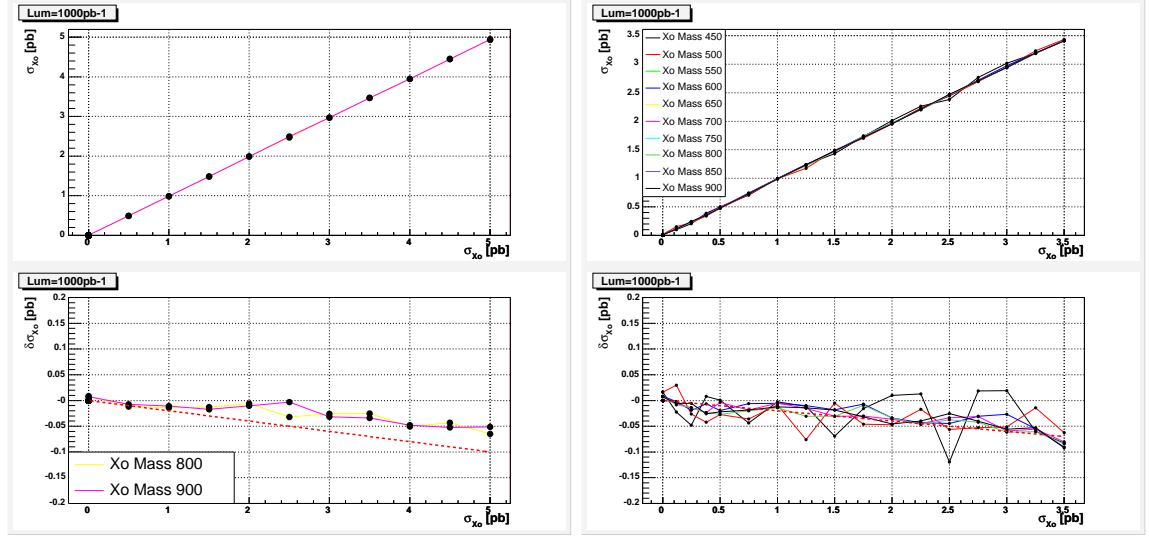 Lum=1000pb-1
σXo [pb]
5
4
3
2
1
0
0 1 2 3 4 5
σXo [pb]
Lum=1000pb-1
σXo [pb]
3.5
3
2.5
2
1.5
1
0.5
0
Xo Mass 450
Xo Mass 500
Xo Mass 550
Xo Mass 600
Xo Mass 650
Xo Mass 700
Xo Mass 750
Xo Mass 800
Xo Mass 850
Xo Mass 900
0 0.5 1 1.5 2 2.5 3 3.5
σXo [pb]
Lum=1000pb-1
δσXo [pb]
0.2
0.15
0.1
0.05
-0
-0.05
-0.1
-0.15
-0.2
Xo Mass 800
Xo Mass 900
0 1 2 3 4 5
σXo [pb]
Lum=1000pb-1
δσXo [pb]
0.2
0.15
0.1
0.05
-0
-0.05
-0.1
-0.15
-0.2
0 0.5 1 1.5 2 2.5 3 3.5
σXo [pb]